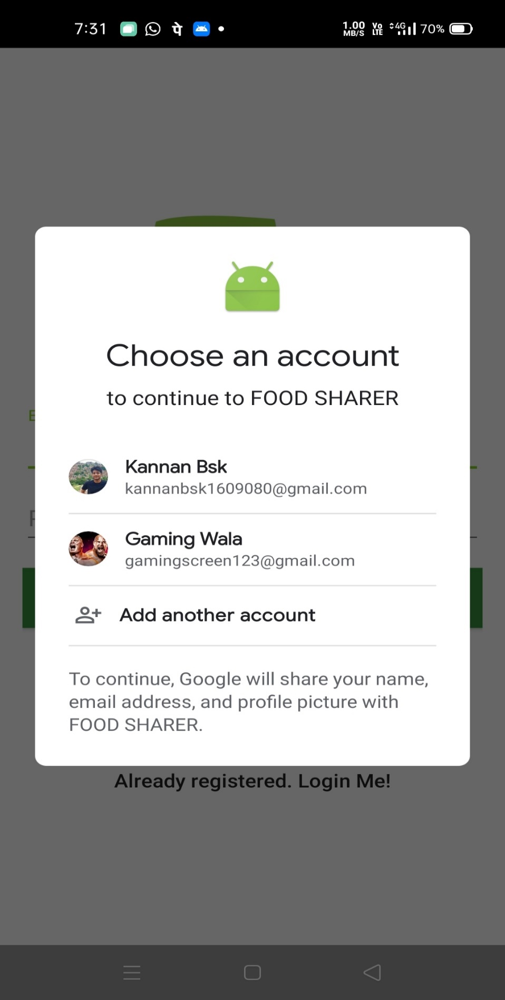 7:31 पे 1.00 MB/S Vo LTE 4G 70%
Choose an account
to continue to FOOD SHARER
Kannan Bsk
kannanbsk1609080@gmail.com
Gaming Wala
gamingscreen123@gmail.com
Add another account
To continue, Google will share your name,
email address, and profile picture with
FOOD SHARER.
Already registered. Login Me!